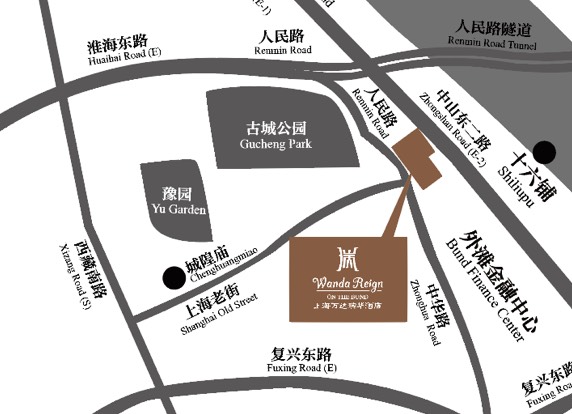 (E-1)
人民路隧道
Renmin Road Tunnel
淮海东路
Huaihai Road (E)
人民路
Renmin Road
人民路
Renmin Road
中山东二路
Zhongshan Road (E-2)
古城公园
Gucheng Park
十六铺
Shiliupu
豫园
Yu Garden
城隍庙
Chenghuangmiao
西藏南路
Xizang Road (S)
上海老街
Shanghai Old Street
Wanda Reign
ON THE BUND
上海万达瑞华酒店
中华路
Zhonghua Road
外滩金融中心
Bund Finance Center
复兴东路
Fuxing Road (E)
复兴东路
Fuxing Road